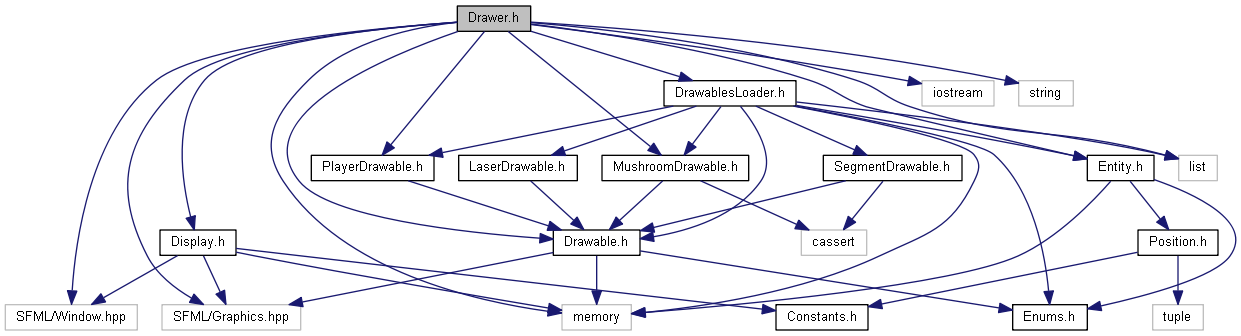 Drawer.h
DrawablesLoader.h
iostream
string
PlayerDrawable.h
LaserDrawable.h
MushroomDrawable.h
SegmentDrawable.h
Entity.h
list
Display.h
Drawable.h
cassert
Position.h
SFML/Window.hpp
SFML/Graphics.hpp
memory
Constants.h
Enums.h
tuple